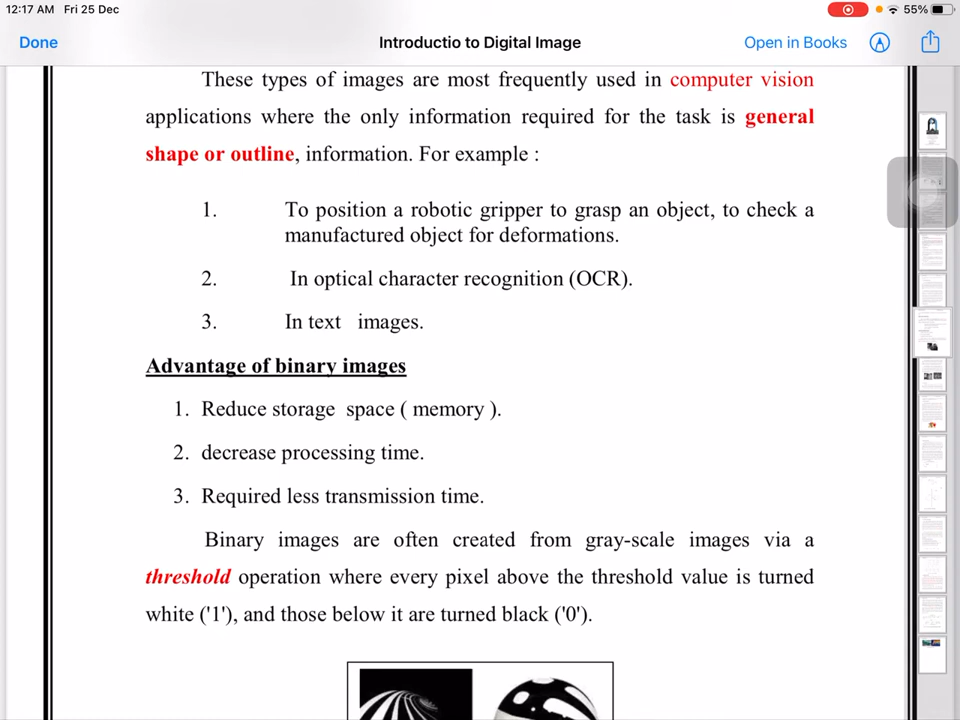 12:17 AM Fri 25 Dec
55%
Done
Introductio to Digital Image
Open in Books
These types of images are most frequently used in computer vision
applications where the only information required for the task is general
shape or outline, information. For example :
1. To position a robotic gripper to grasp an object, to check a
manufactured object for deformations.
2. In optical character recognition (OCR).
3. In text images.
Advantage of binary images
1. Reduce storage space ( memory ).
2. decrease processing time.
3. Required less transmission time.
Binary images are often created from gray-scale images via a
threshold operation where every pixel above the threshold value is turned
white ('1'), and those below it are turned black ('0').